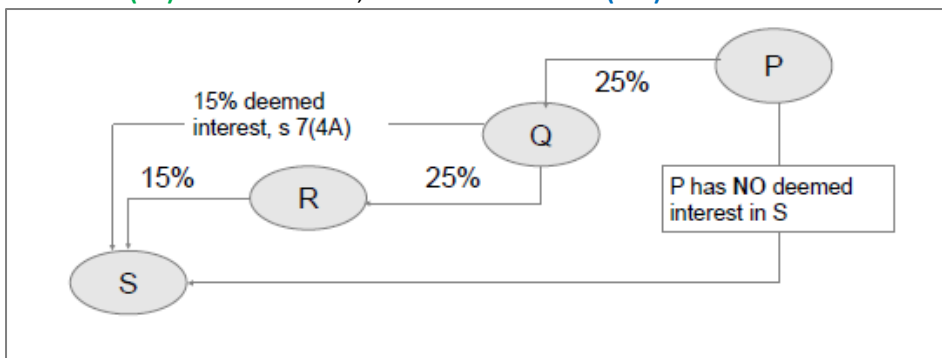 P
25%
15% deemed
interest, s 7(4A)
Q
15%
25%
R
P has NO deemed
interest in S
S